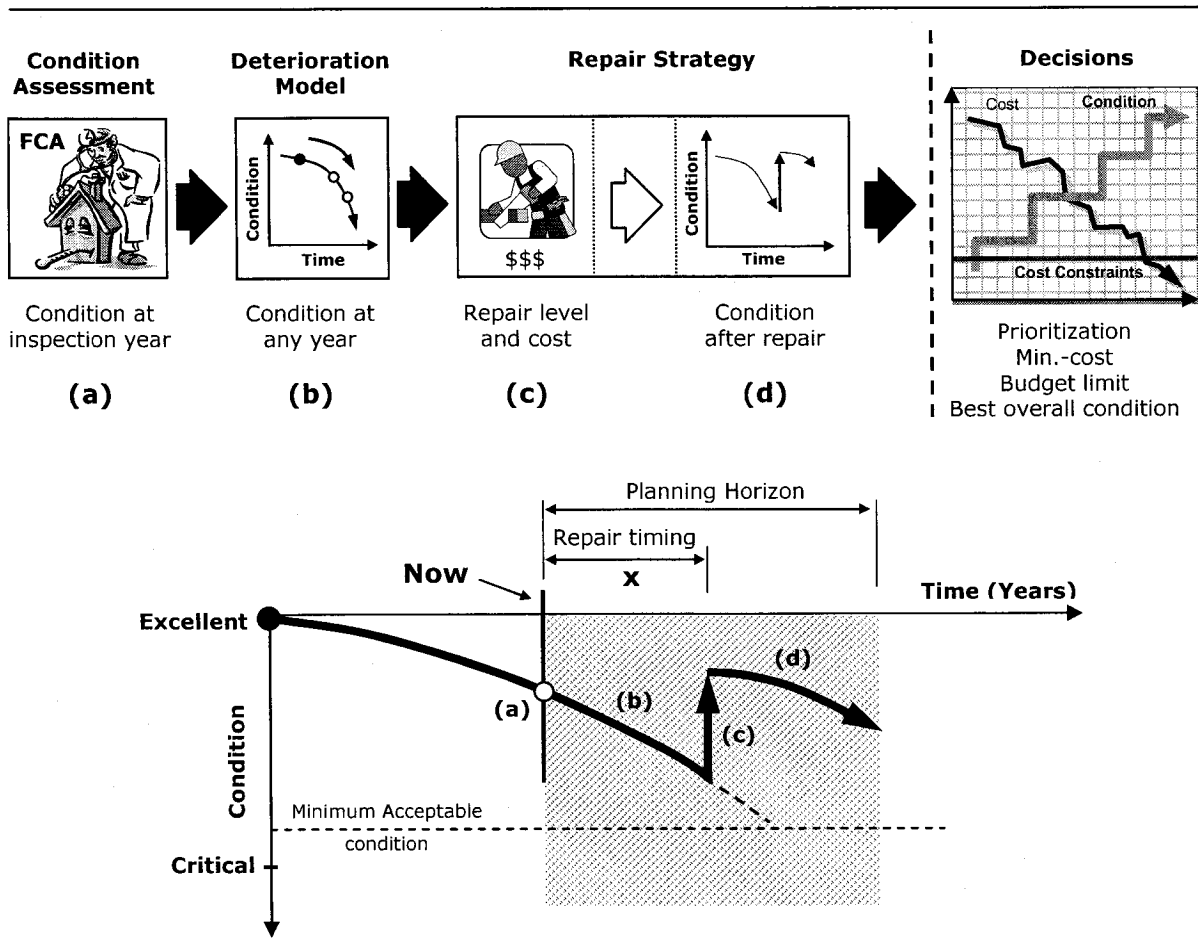 Condition
Assessment
Deterioration
Model
Repair Strategy
Decisions
FCA
Condition
Time
$$$
Condition
Time
Cost
Condition
Cost Constraints
Condition at
inspection year
Condition at
any year
Repair level
and cost
Condition
after repair
Prioritization
Min.-cost
Budget limit
Best overall condition
(a)
(b)
(c)
(d)
Planning Horizon
Repair timing
x
Now
Time (Years)
Excellent
(a)
(b)
(c)
(d)
Condition
Minimum Acceptable
condition
Critical